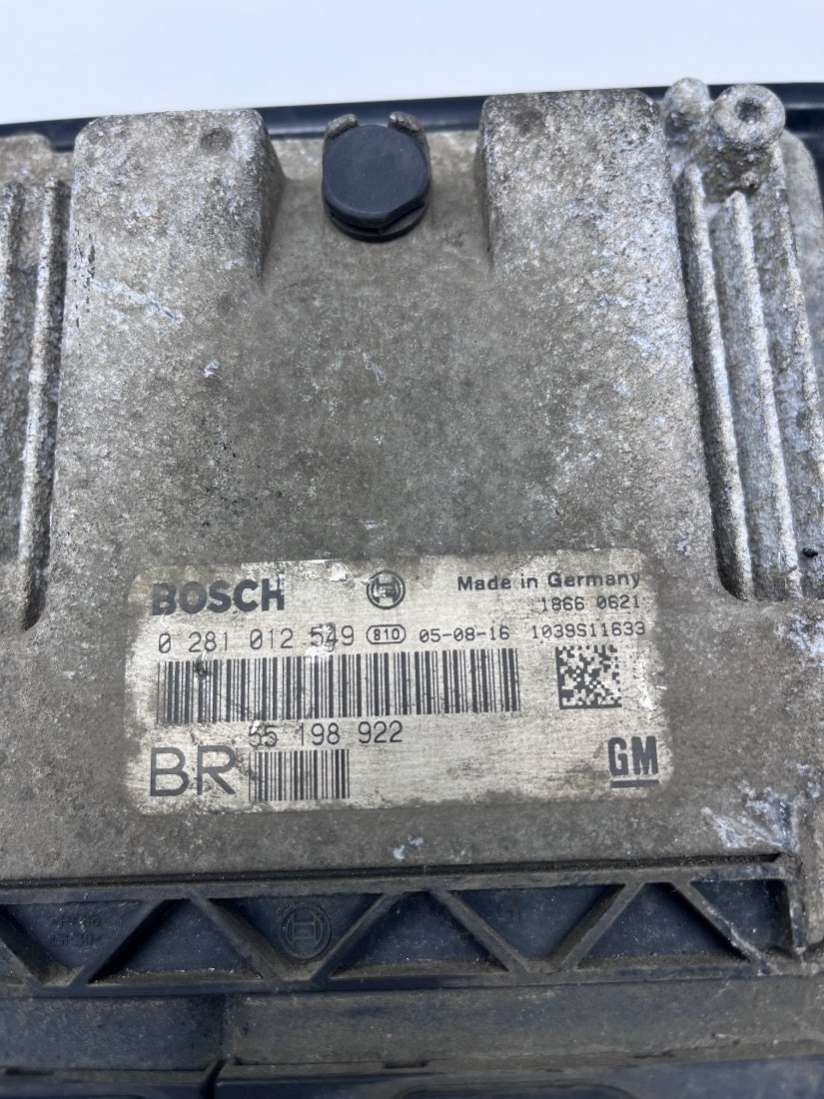 BOSCH Made in Germany
1866 0621
0 281 012 549 810 05-08-16 1039S11633
55 198 922
BR GM